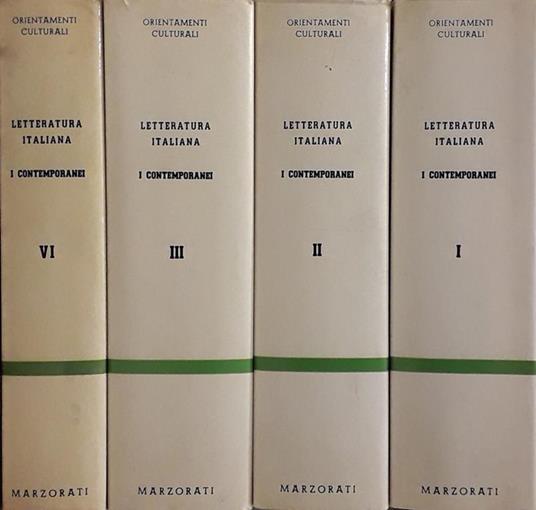 ORIENTAMENTI
CULTURALI
LETTERATURA
ITALIANA
I CONTEMPORANEI
VI
MARZORATI
ORIENTAMENTI
CULTURALI
LETTERATURA
ITALIANA
I CONTEMPORANEI
III
MARZORATI
ORIENTAMENTI
CULTURALI
LETTERATURA
ITALIANA
I CONTEMPORANEI
II
MARZORATI
ORIENTAMENTI
CULTURALI
LETTERATURA
ITALIANA
I CONTEMPORANEI
I
MARZORATI